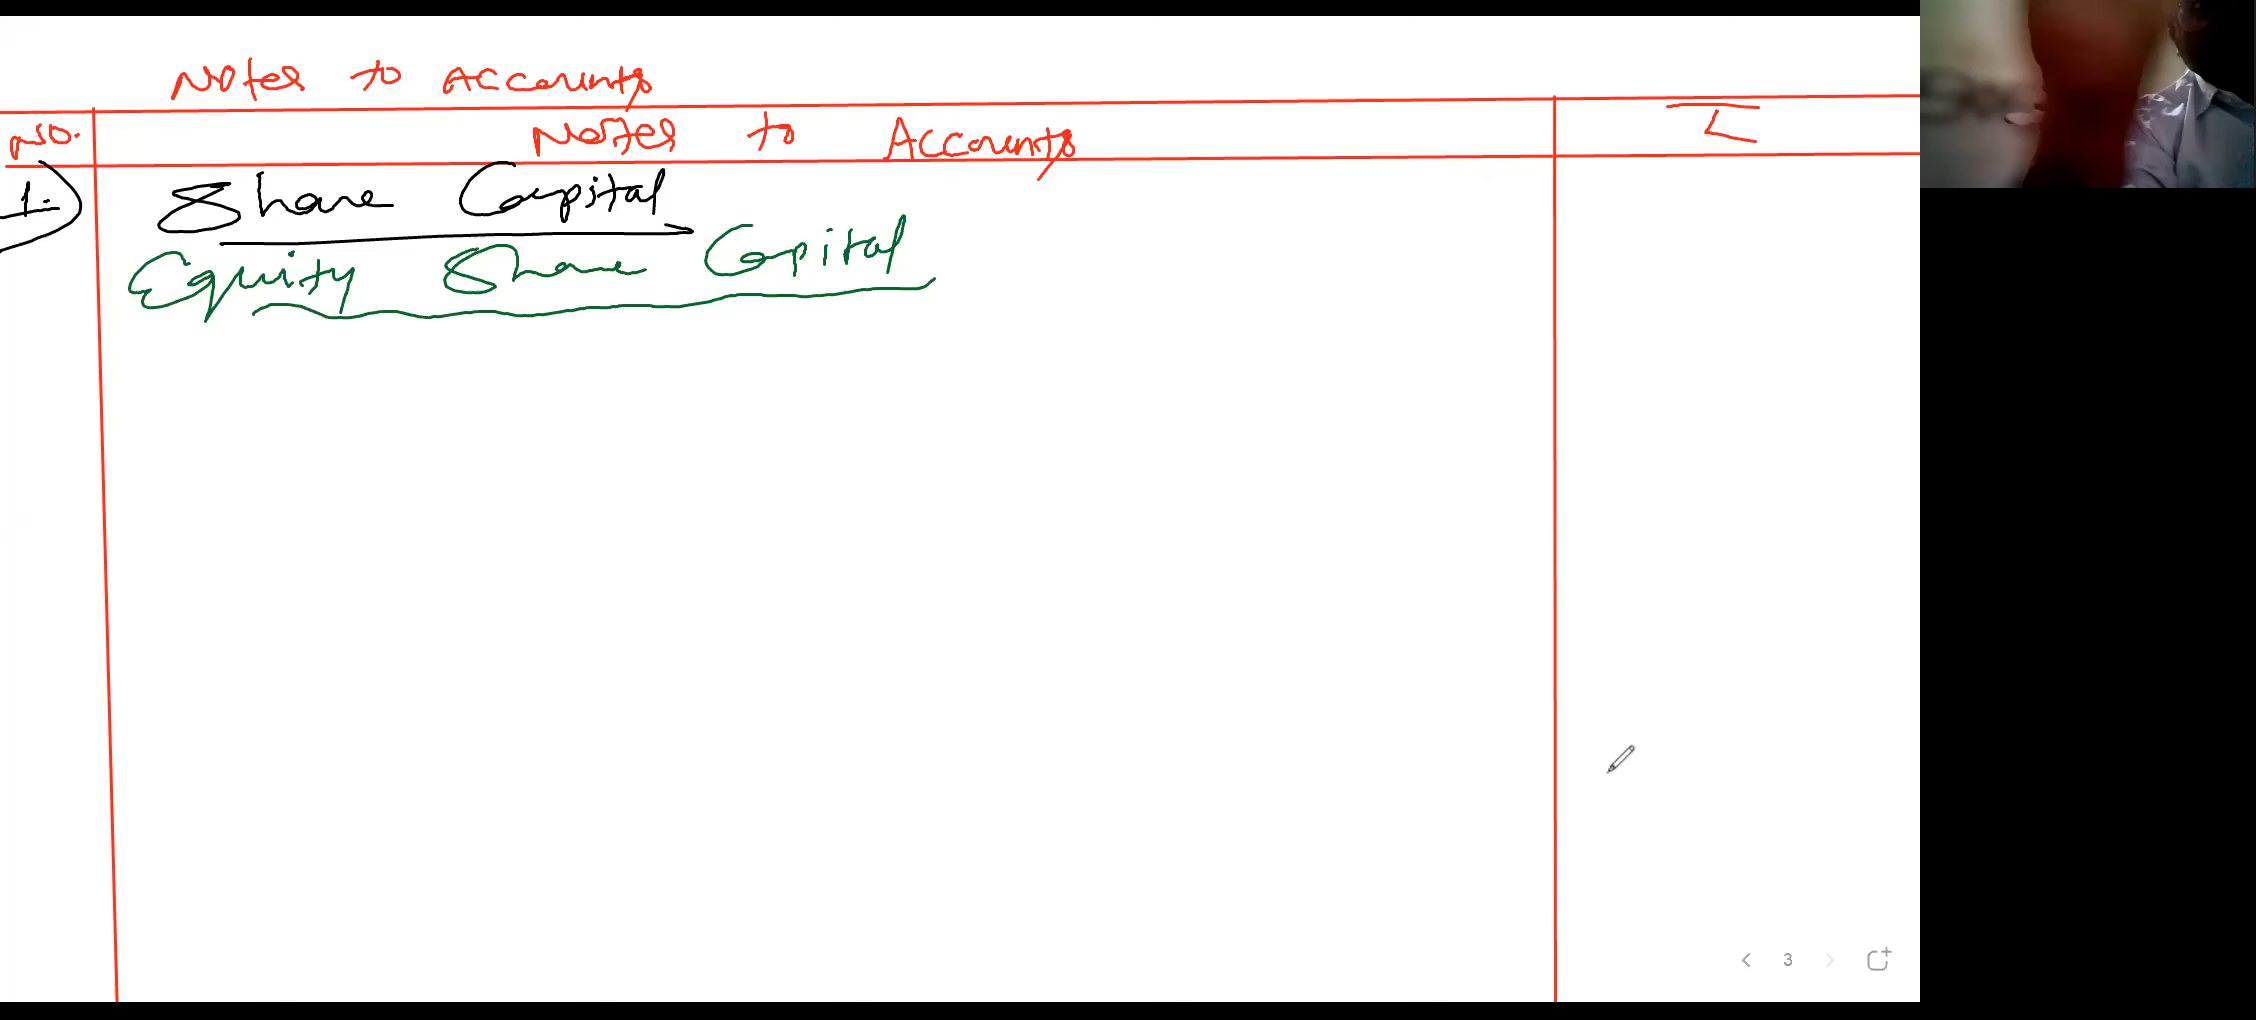 Notes to Accounts
No. Notes to Accounts
1. Share Capital
Equity Share Capital
3